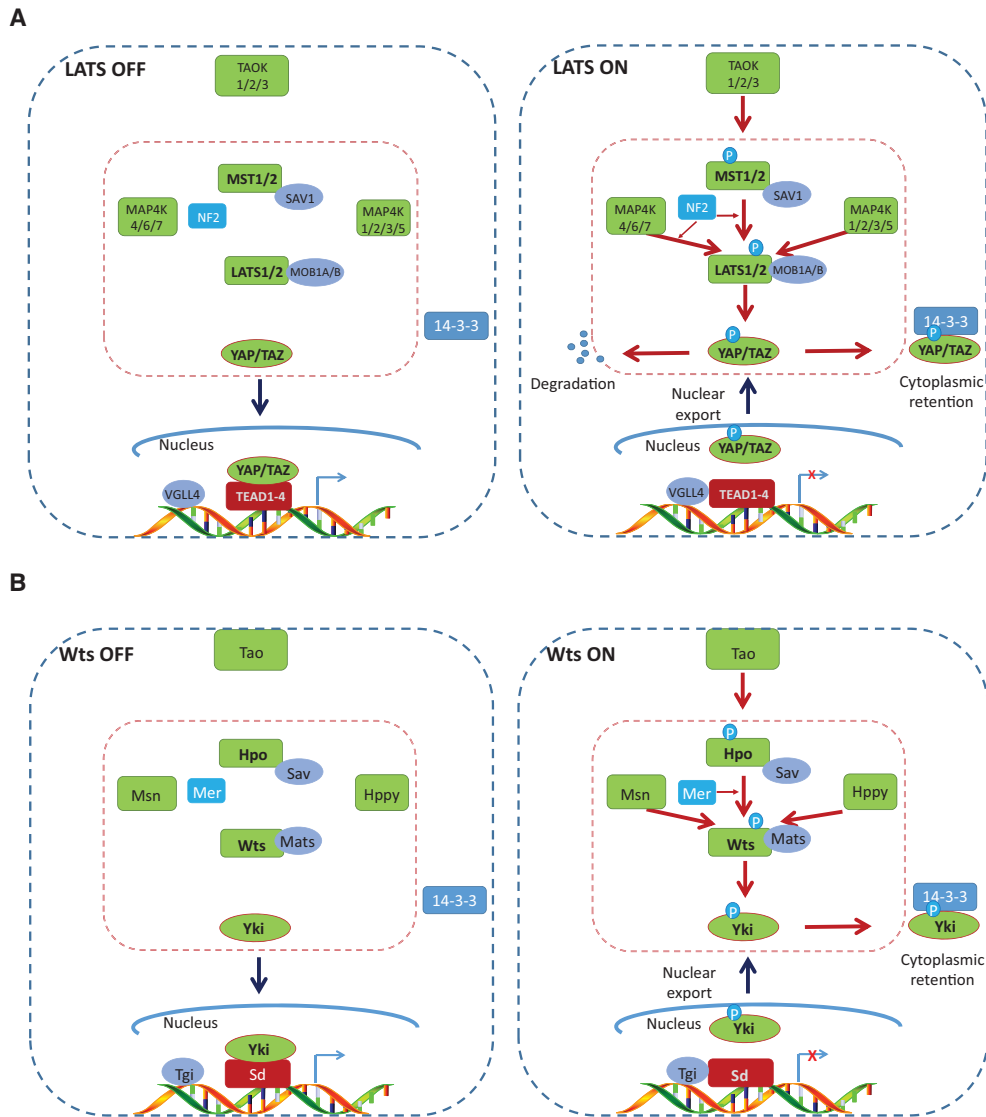 A
LATS OFF
TAOK
1/2/3
MST1/2
SAV1
MAP4K
4/6/7
NF2
MAP4K
1/2/3/5
LATS1/2
MOB1A/B
14-3-3
YAP/TAZ
Nucleus
YAP/TAZ
VGLL4
TEAD1-4
LATS ON
TAOK
1/2/3
P
MST1/2
SAV1
MAP4K
4/6/7
NF2
MAP4K
1/2/3/5
P
LATS1/2
MOB1A/B
14-3-3
P
YAP/TAZ
P
YAP/TAZ
Degradation
Cytoplasmic
retention
Nuclear
export
Nucleus
P
YAP/TAZ
VGLL4
TEAD1-4
X
B
Wts OFF
Tao
Hpo
Sav
Msn
Mer
Hppy
Wts
Mats
14-3-3
Yki
Nucleus
Yki
Tgi
Sd
Wts ON
Tao
P
Hpo
Sav
Msn
Mer
Hppy
P
Wts
Mats
14-3-3
P
Yki
P
Yki
Cytoplasmic
retention
Nuclear
export
Nucleus
P
Yki
Tgi
Sd
X